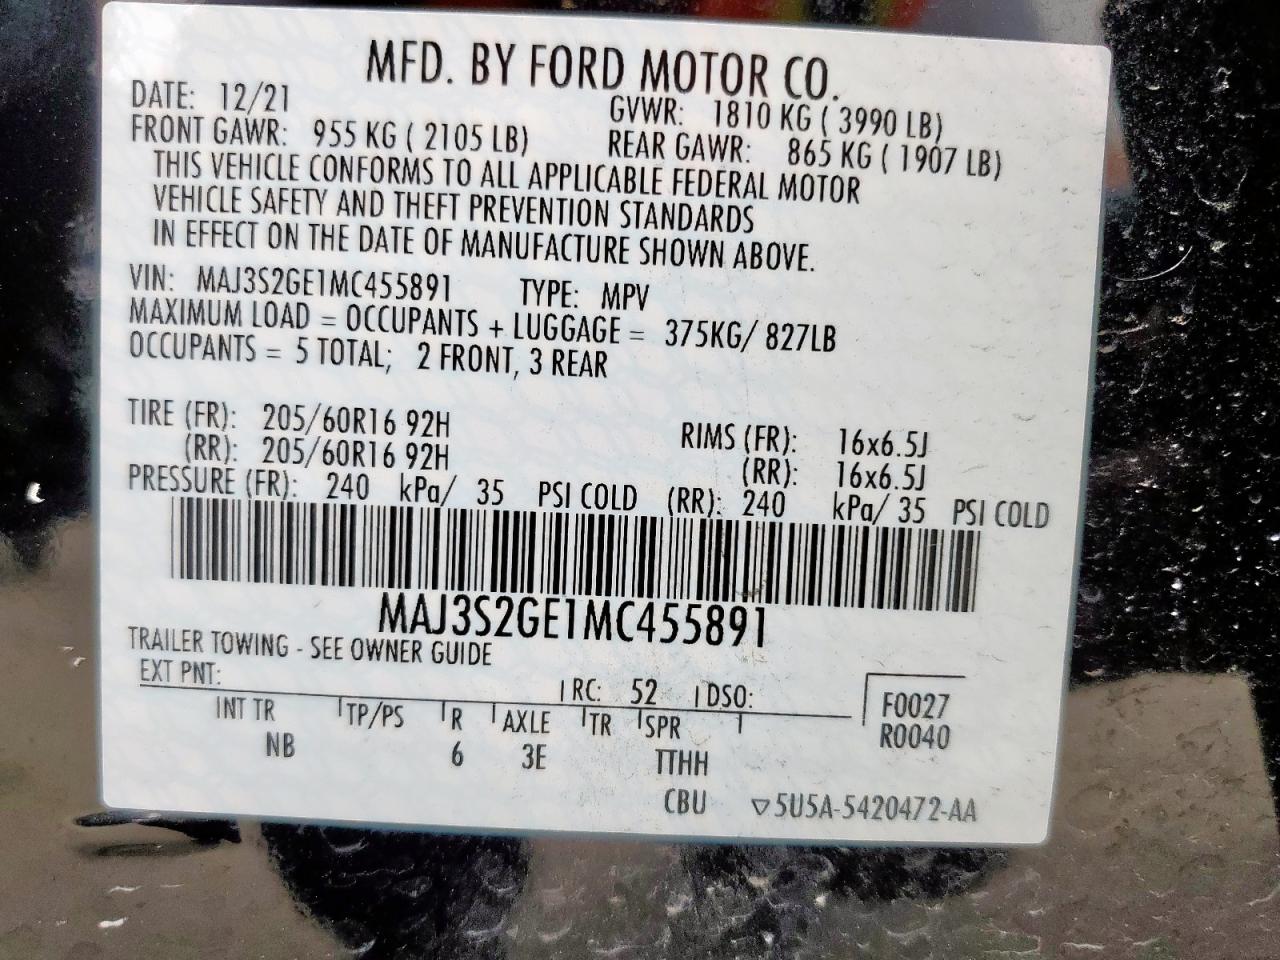 MFD. BY FORD MOTOR CO.
DATE: 12/21 GVWR: 1810 KG ( 3990 LB)
FRONT GAWR: 955 KG ( 2105 LB) REAR GAWR: 865 KG ( 1907 LB)
THIS VEHICLE CONFORMS TO ALL APPLICABLE FEDERAL MOTOR
VEHICLE SAFETY AND THEFT PREVENTION STANDARDS
IN EFFECT ON THE DATE OF MANUFACTURE SHOWN ABOVE.
VIN: MAJ3S2GE1MC455891 TYPE: MPV
MAXIMUM LOAD = OCCUPANTS + LUGGAGE = 375KG/ 827LB
OCCUPANTS = 5 TOTAL; 2 FRONT, 3 REAR
TIRE (FR): 205/60R16 92H RIMS (FR): 16x6.5J
(RR): 205/60R16 92H (RR): 16x6.5J
PRESSURE (FR): 240 kPa/ 35 PSI COLD (RR): 240 kPa/ 35 PSI COLD
MAJ3S2GE1MC455891
TRAILER TOWING - SEE OWNER GUIDE
EXT PNT: RC: 52 DSO: F0027
INT TR TP/PS R AXLE TR SPR R0040
NB 6 3E TTHH
CBU ▽5U5A-5420472-AA